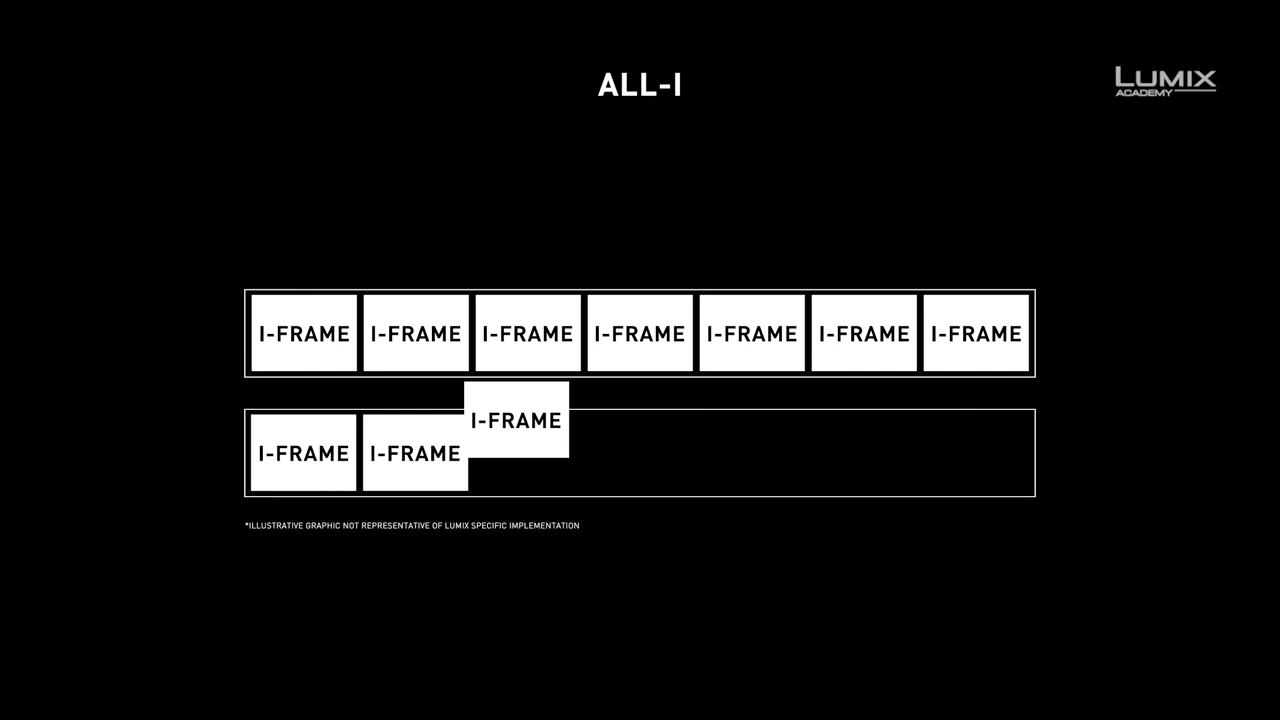 ALL-I
LUMIX
ACADEMY
I-FRAME I-FRAME I-FRAME I-FRAME I-FRAME I-FRAME I-FRAME
I-FRAME I-FRAME I-FRAME
*ILLUSTRATIVE GRAPHIC NOT REPRESENTATIVE OF LUMIX SPECIFIC IMPLEMENTATION